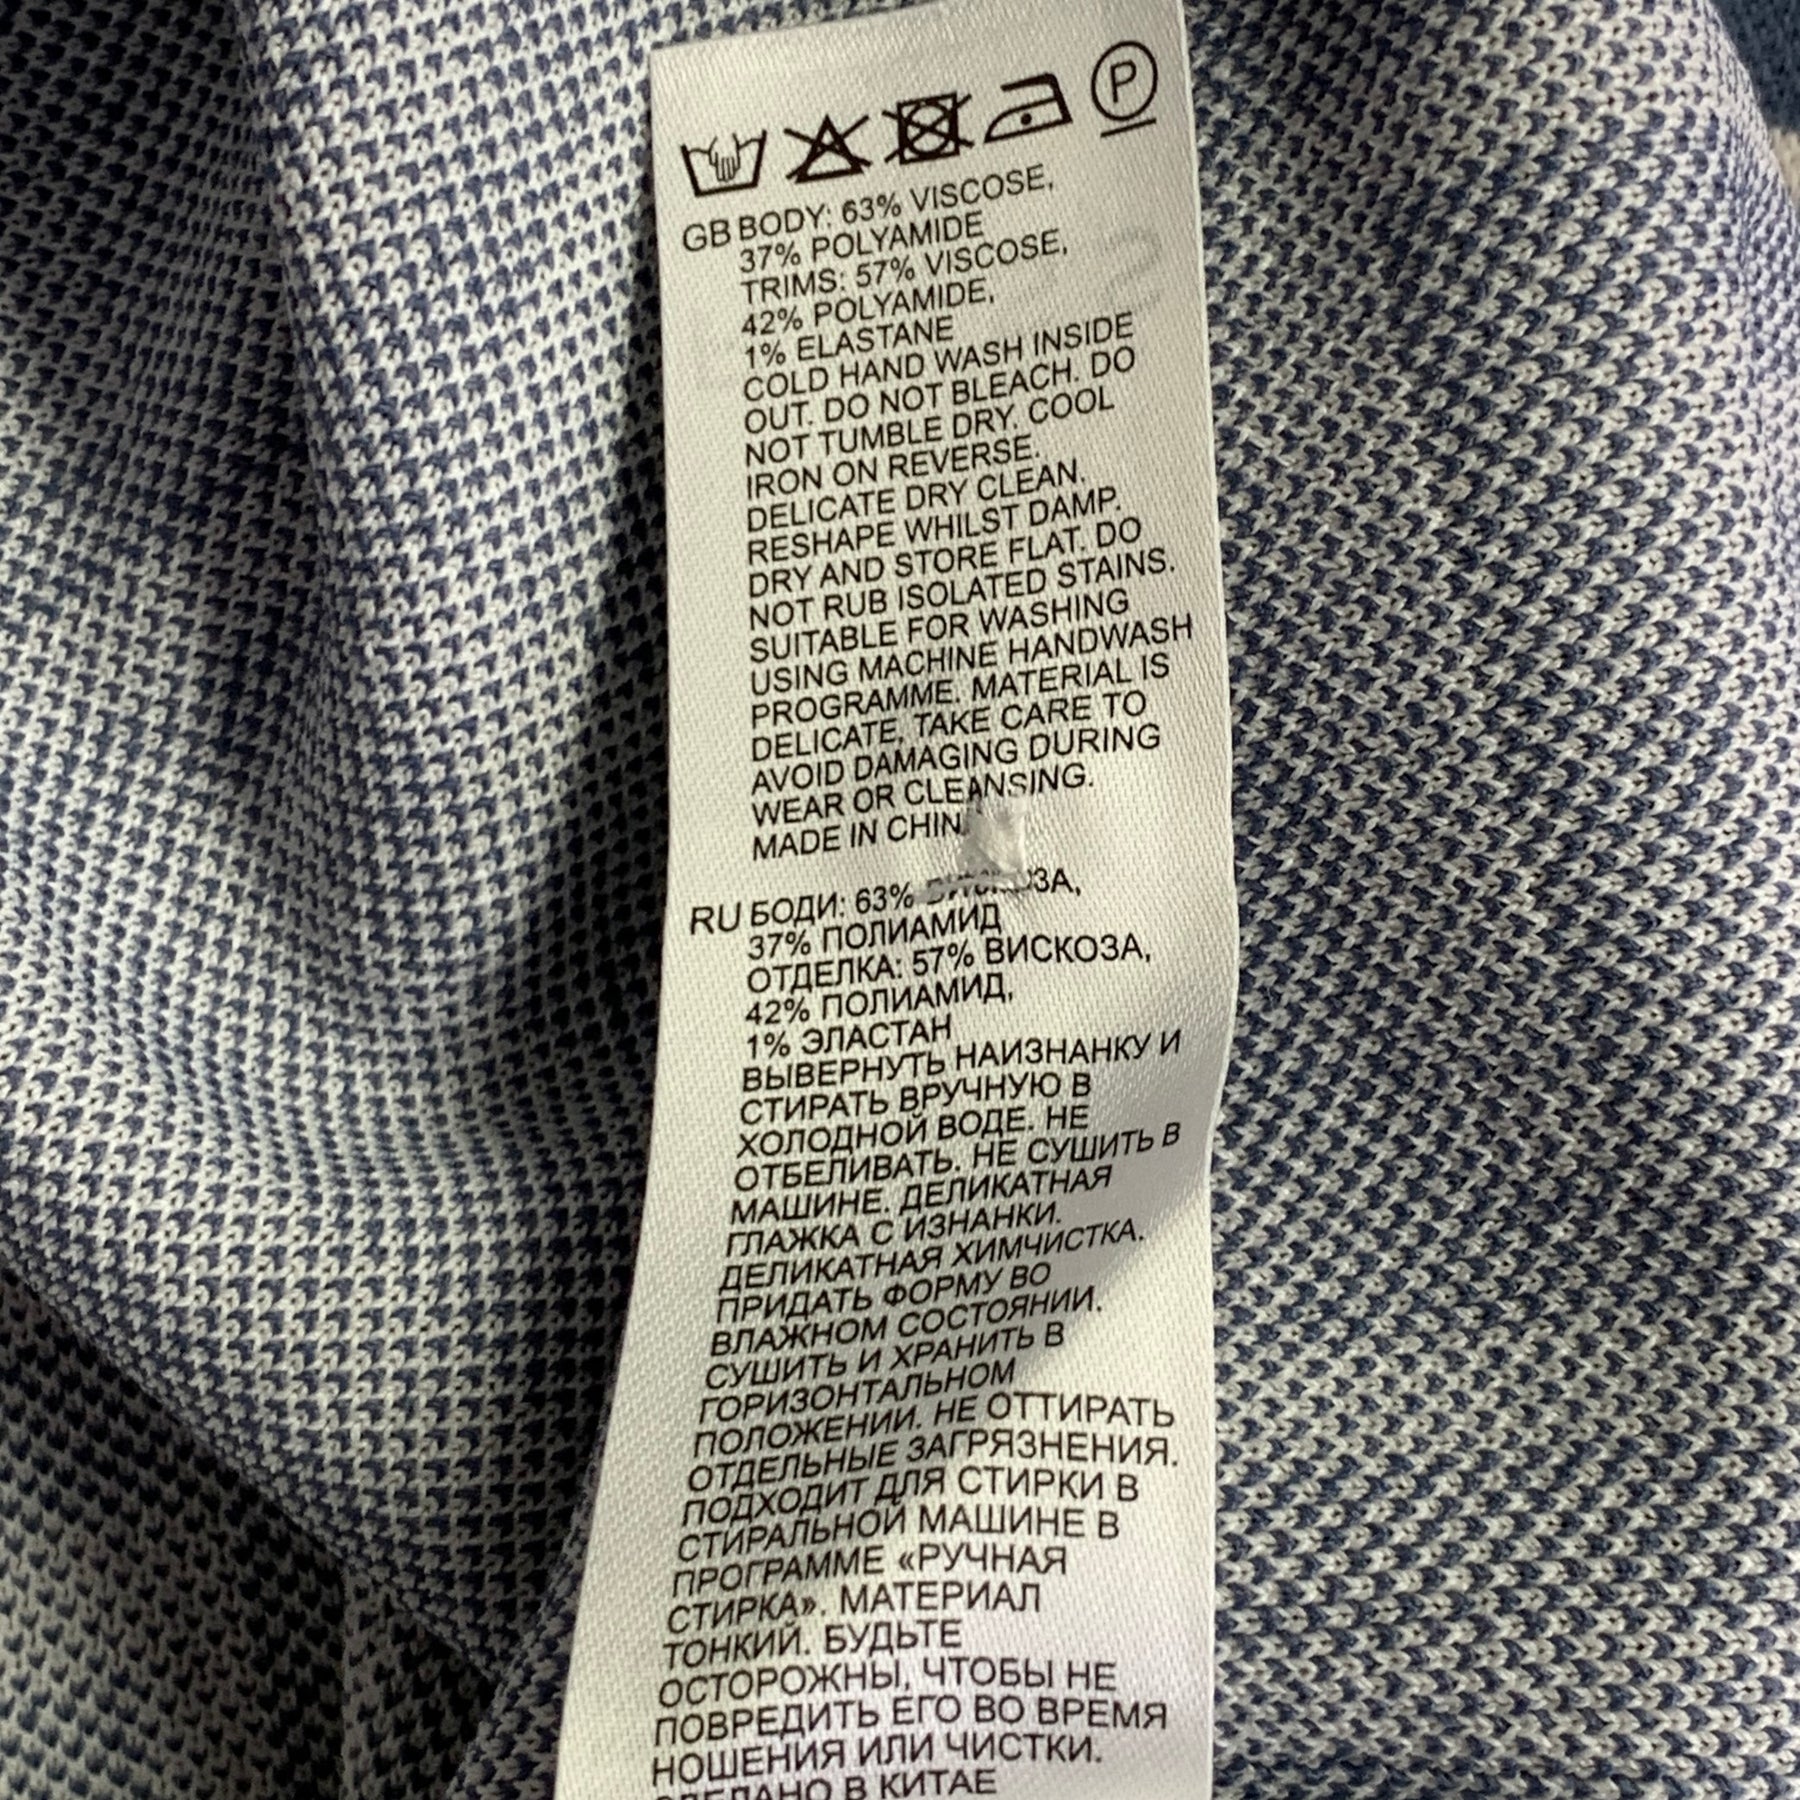 P
GB BODY: 63% VISCOSE,
37% POLYAMIDE
TRIMS: 57% VISCOSE,
42% POLYAMIDE,
1% ELASTANE
COLD HAND WASH INSIDE
OUT. DO NOT BLEACH. DO
NOT TUMBLE DRY. COOL
IRON ON REVERSE.
DELICATE DRY CLEAN.
RESHAPE WHILST DAMP.
DRY AND STORE FLAT. DO
NOT RUB ISOLATED STAINS.
SUITABLE FOR WASHING
USING MACHINE HANDWASH
PROGRAMME. MATERIAL IS
DELICATE, TAKE CARE TO
AVOID DAMAGING DURING
WEAR OR CLEANSING.
MADE IN CHIN
RU БОДИ: 63%
37% ПОЛИАМИД
ОТДЕЛКА: 57% ВИСКОЗА,
42% ПОЛИАМИД,
1% ЭЛАСТАН
ВЫВЕРНУТЬ НАИЗНАНКУ И
СТИРАТЬ ВРУЧНУЮ В
ХОЛОДНОЙ ВОДЕ. НЕ
ОТБЕЛИВАТЬ. НЕ СУШИТЬ В
МАШИНЕ. ДЕЛИКАТНАЯ
ГЛАЖКА С ИЗНАНКИ.
ДЕЛИКАТНАЯ ХИМЧИСТКА.
ПРИДАТЬ ФОРМУ ВО
ВЛАЖНОМ СОСТОЯНИИ.
СУШИТЬ И ХРАНИТЬ В
ГОРИЗОНТАЛЬНОМ
ПОЛОЖЕНИИ. НЕ ОТТИРАТЬ
ОТДЕЛЬНЫЕ ЗАГРЯЗНЕНИЯ.
ПОДХОДИТ ДЛЯ СТИРКИ В
СТИРАЛЬНОЙ МАШИНЕ В
ПРОГРАММЕ «РУЧНАЯ
СТИРКА». МАТЕРИАЛ
ТОНКИЙ. БУДЬТЕ
ОСТОРОЖНЫ, ЧТОБЫ НЕ
ПОВРЕДИТЬ ЕГО ВО ВРЕМЯ
НОШЕНИЯ ИЛИ ЧИСТКИ.
СДЕЛАНО В КИТАЕ